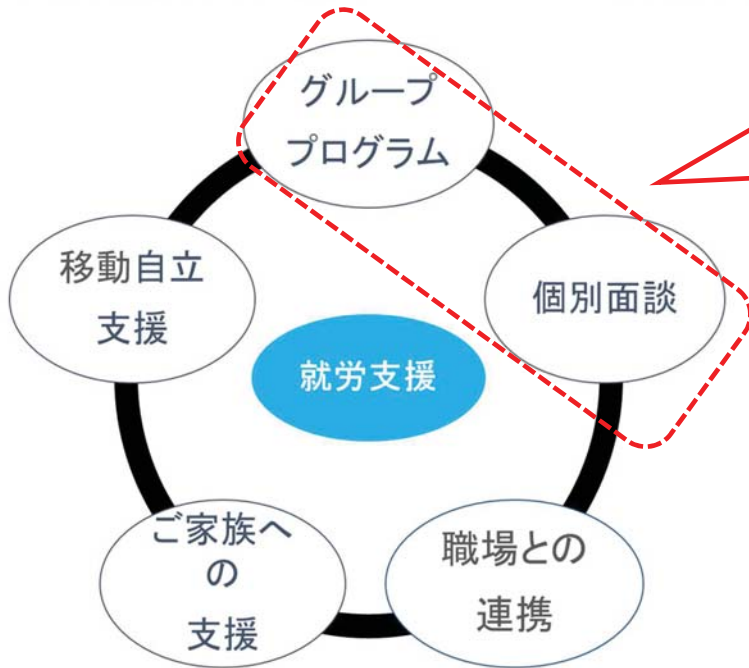 グループ
プログラム
移動自立
支援
個別面談
就労支援
ご家族へ
の
支援
職場との
連携